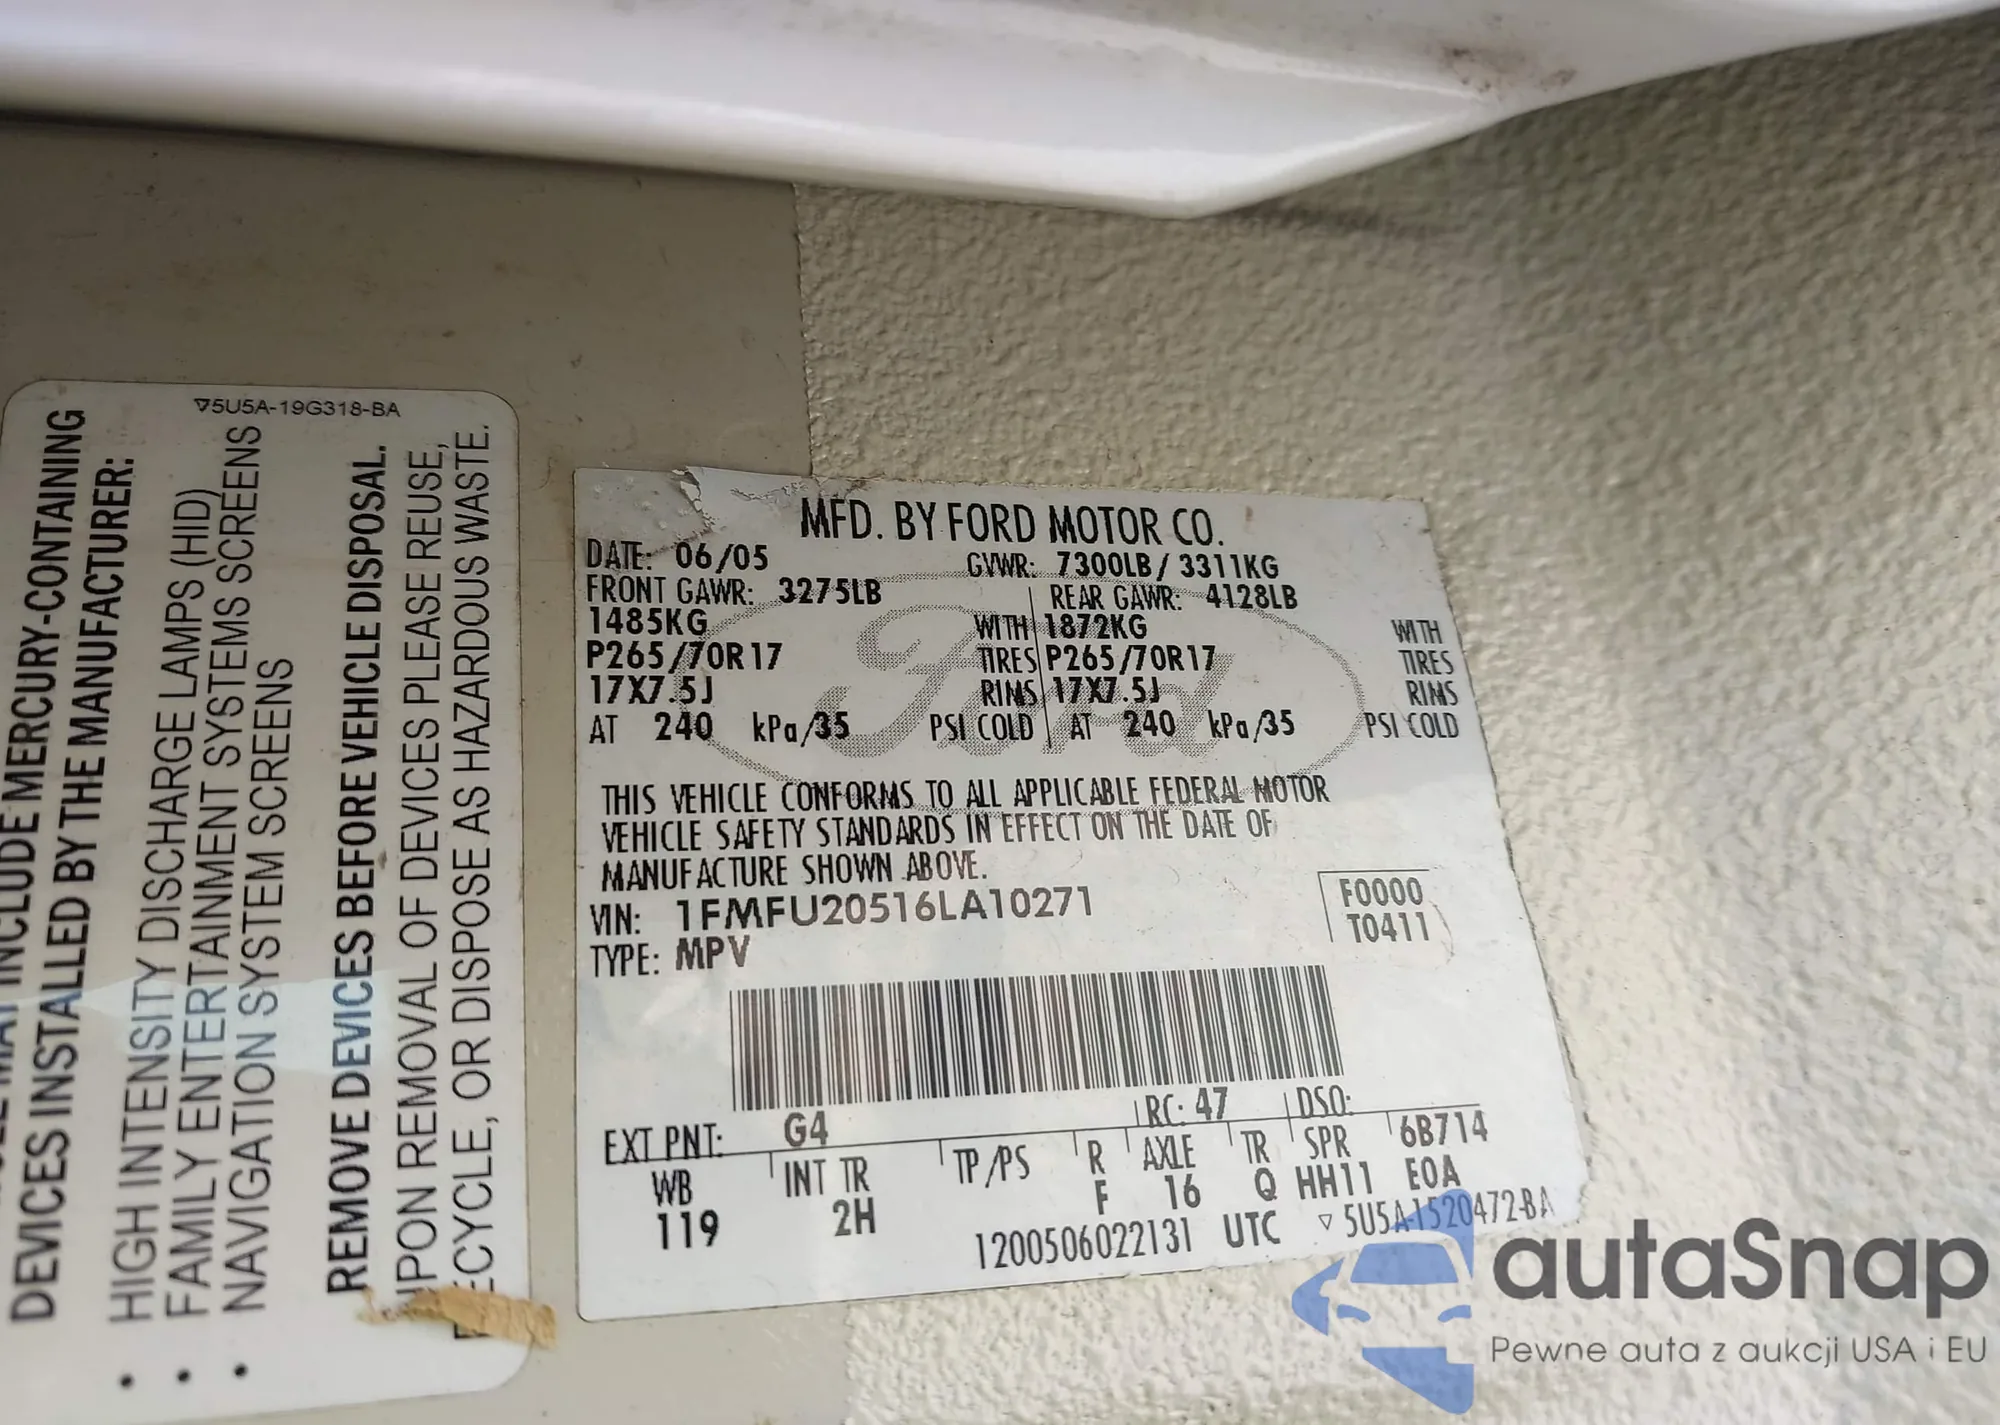 ▽5U5A-19G318-BA
DEVICES INSTALLED BY THE MANUFACTURER:
INCLUDE MERCURY-CONTAINING
HIGH INTENSITY DISCHARGE LAMPS (HID)
FAMILY ENTERTAINMENT SYSTEMS SCREENS
NAVIGATION SYSTEM SCREENS
REMOVE DEVICES BEFORE VEHICLE DISPOSAL.
UPON REMOVAL OF DEVICES PLEASE REUSE,
RECYCLE, OR DISPOSE AS HAZARDOUS WASTE.
MFD. BY FORD MOTOR CO.
DATE: 06/05 GVWR: 7300LB/ 3311KG
FRONT GAWR: 3275LB REAR GAWR: 4128LB
1485KG WITH 1872KG WITH
P265/70R17 TIRES P265/70R17 TIRES
17X7.5J RIMS 17X7.5J RIMS
AT 240 kPa/35 PSI COLD AT 240 kPa/35 PSI COLD
Ford
THIS VEHICLE CONFORMS TO ALL APPLICABLE FEDERAL MOTOR
VEHICLE SAFETY STANDARDS IN EFFECT ON THE DATE OF
MANUFACTURE SHOWN ABOVE.
VIN: 1FMFU20516LA10271
TYPE: MPV
F0000
T0411
EXT PNT: G4 RC: 47 DSO:
WB INT TR TP/PS R AXLE TR SPR 6B714
119 2H F 16 Q HH11 E0A
1200506022131 UTC ▽5U5A-1520472-BA
autaSnap
Pewne auta z aukcji USA i EU